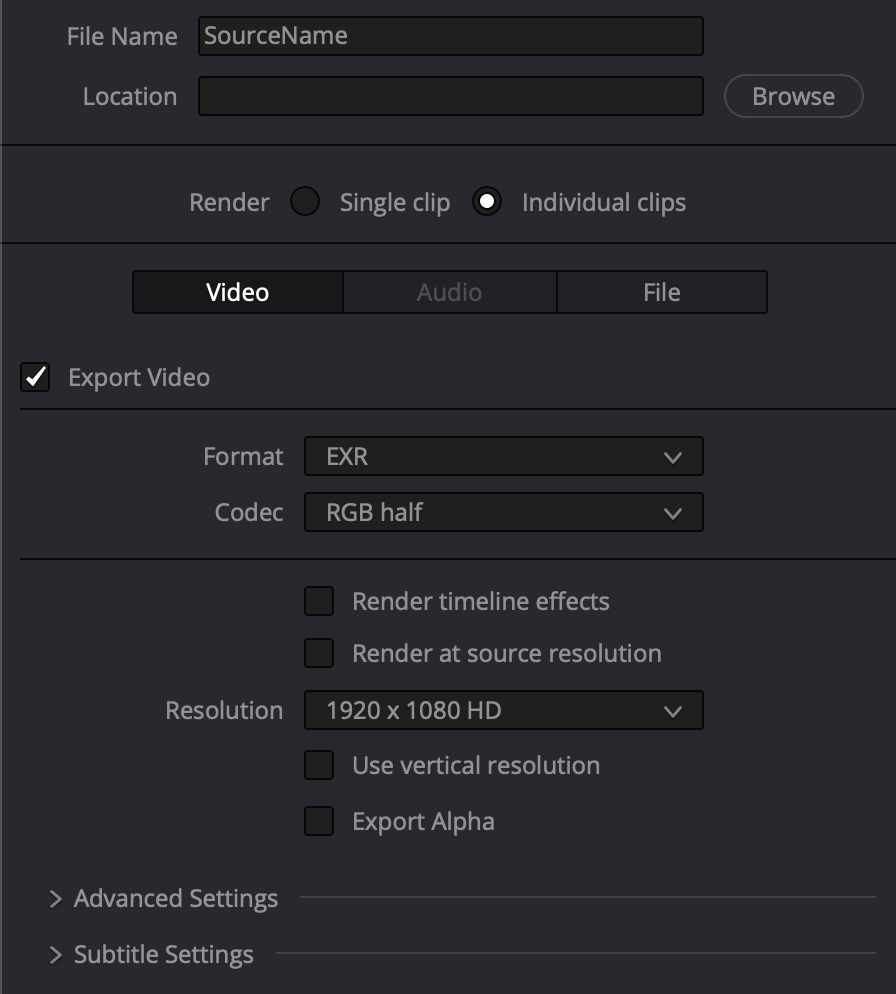 File Name SourceName
Location Browse
Render Single clip Individual clips
Video Audio File
Export Video
Format EXR
Codec RGB half
Render timeline effects
Render at source resolution
Resolution 1920 x 1080 HD
Use vertical resolution
Export Alpha
Advanced Settings
Subtitle Settings